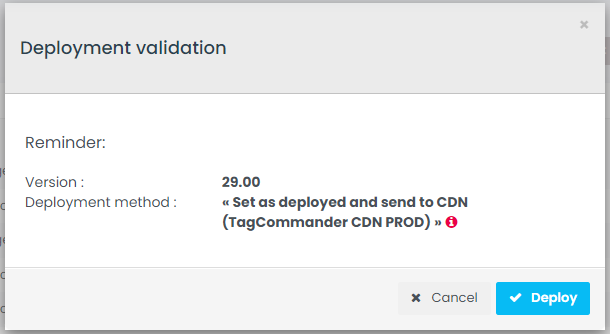 Deployment validation
Reminder:
Version : 29.00
Deployment method : « Set as deployed and send to CDN
(TagCommander CDN PROD) »
Cancel Deploy